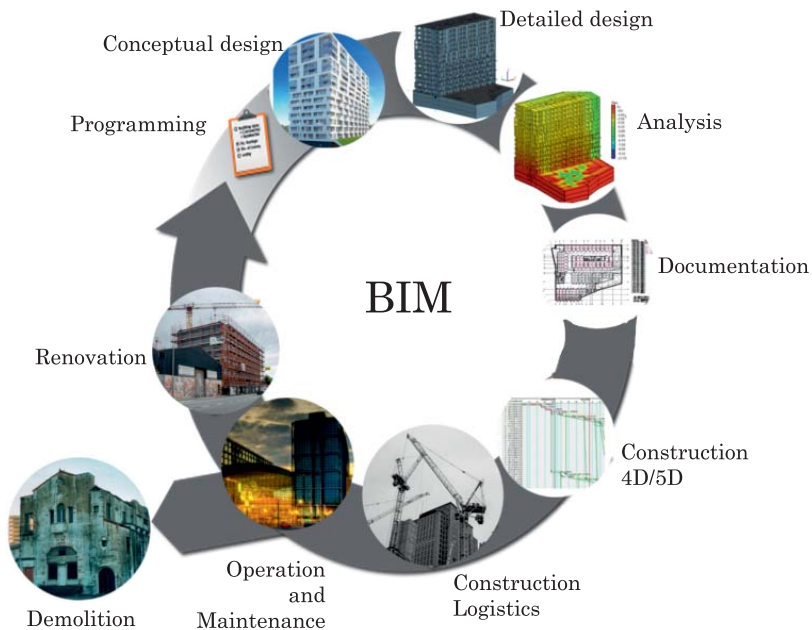 Detailed design
Conceptual design
Programming
Analysis
BIM
Documentation
Renovation
Construction
4D/5D
Operation
and
Maintenance
Construction
Logistics
Demolition